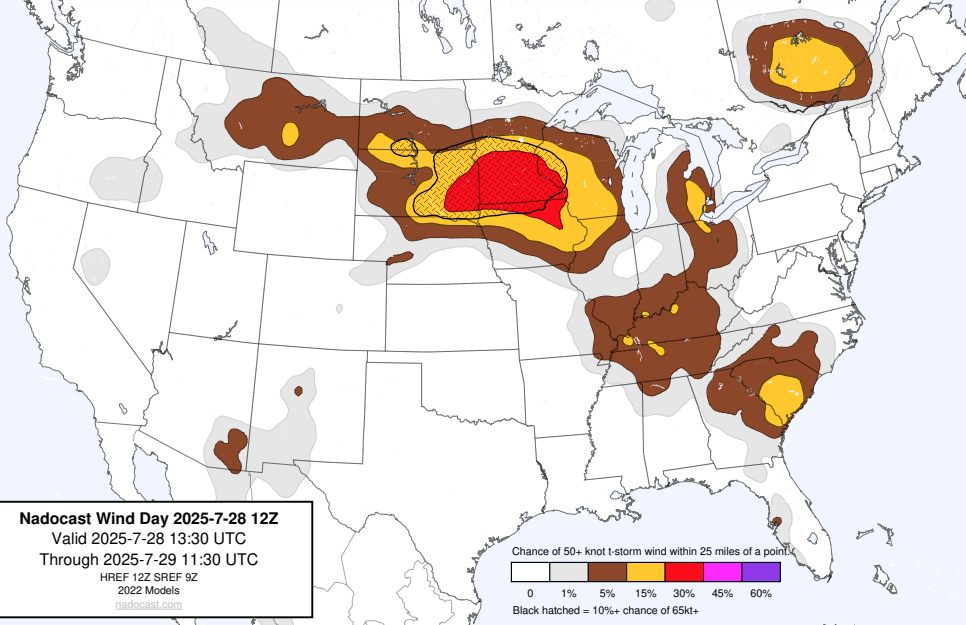 Nadocast Wind Day 2025-7-28 12Z
Valid 2025-7-28 13:30 UTC
Through 2025-7-29 11:30 UTC
HREF 12Z SREF 9Z
2022 Models
nadocast.com
Chance of 50+ knot t-storm wind within 25 miles of a point.
0 1% 5% 15% 30% 45% 60%
Black hatched = 10%+ chance of 65kt+